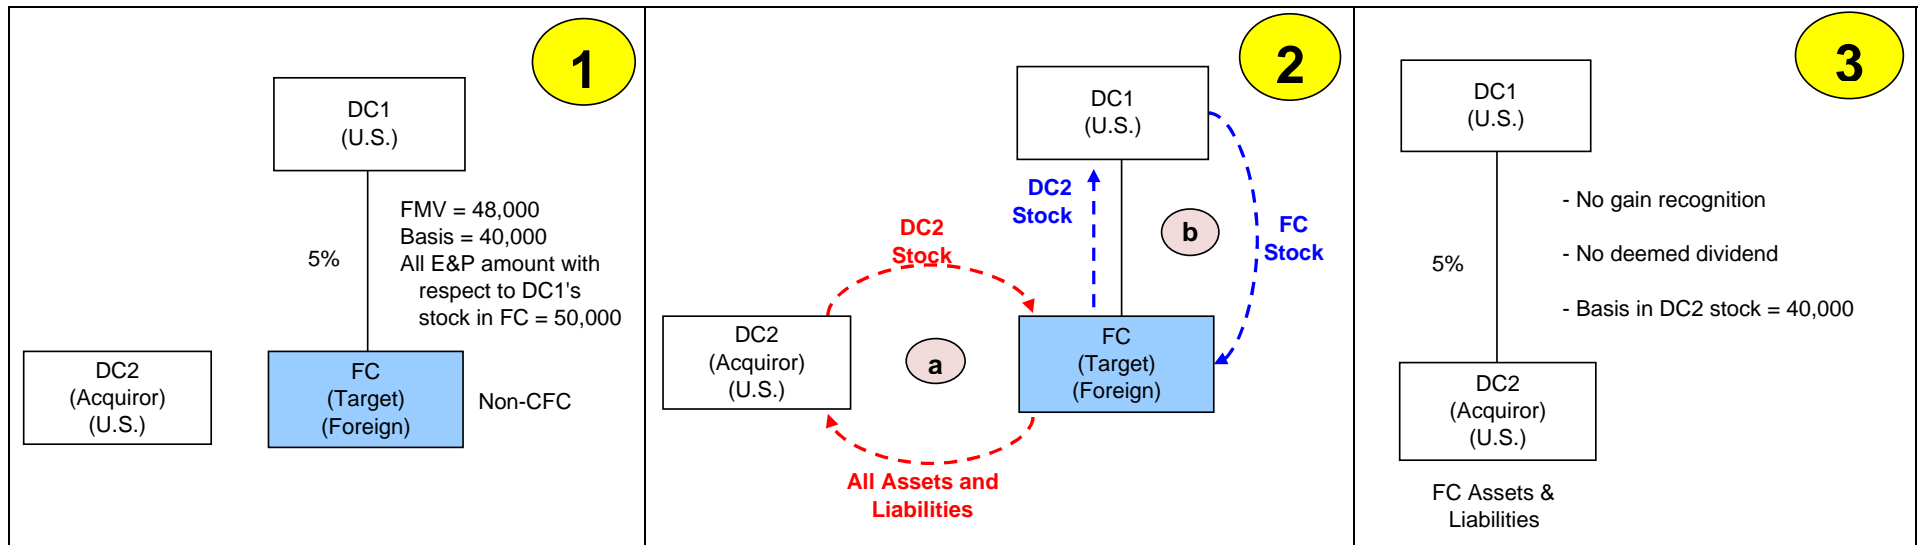 1
DC1
(U.S.)
FMV = 48,000
Basis = 40,000
All E&P amount with
respect to DC1's
stock in FC = 50,000
5%
DC2
(Acquiror)
(U.S.)
FC
(Target)
(Foreign)
Non-CFC
2
DC1
(U.S.)
DC2
Stock
b
FC
Stock
DC2
Stock
DC2
(Acquiror)
(U.S.)
a
FC
(Target)
(Foreign)
All Assets and
Liabilities
3
DC1
(U.S.)
- No gain recognition
5%
- No deemed dividend
- Basis in DC2 stock = 40,000
DC2
(Acquiror)
(U.S.)
FC Assets &
Liabilities